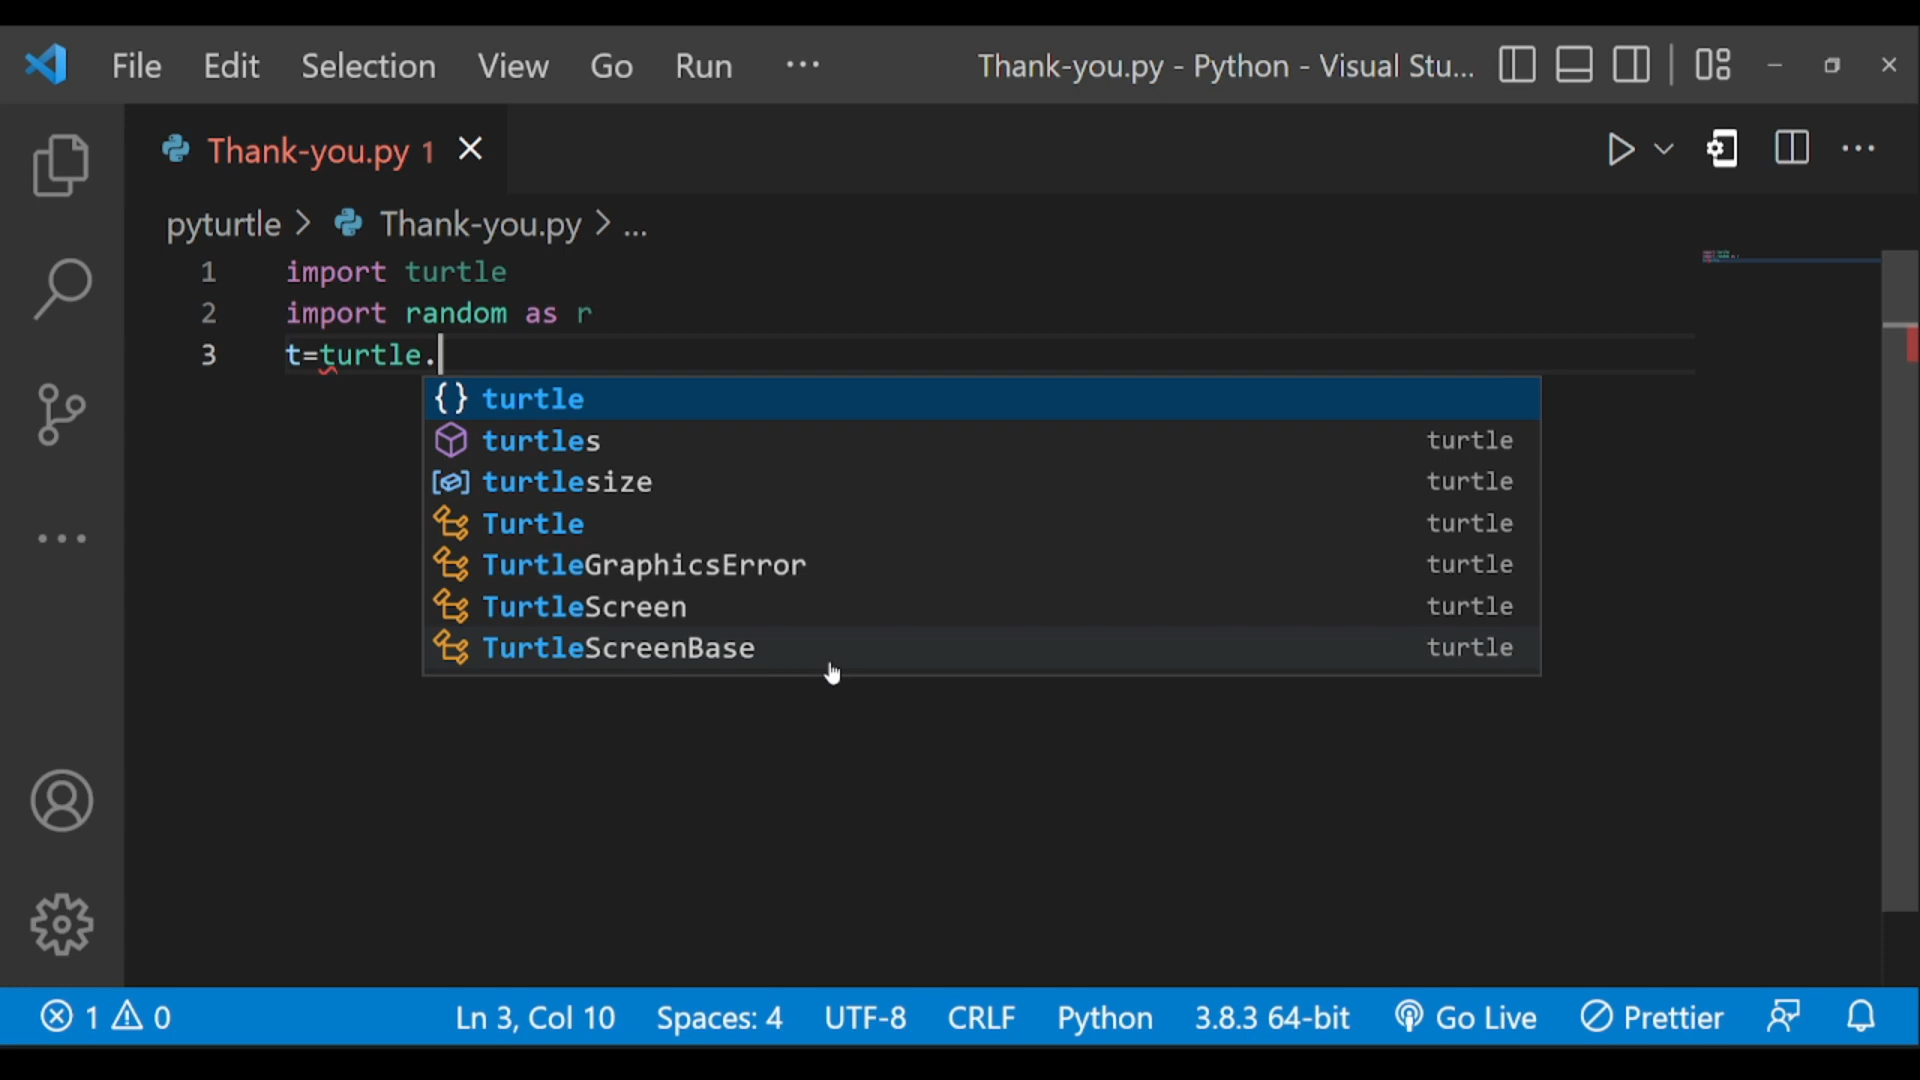 File Edit Selection View Go Run ··· Thank-you.py - Python - Visual Stu...
Thank-you.py 1
pyturtle > Thank-you.py > ...
1 import turtle
2 import random as r
3 t=turtle.
{} turtle
turtles turtle
turtlesize turtle
Turtle turtle
TurtleGraphicsError turtle
TurtleScreen turtle
TurtleScreenBase turtle
1 0 Ln 3, Col 10 Spaces: 4 UTF-8 CRLF Python 3.8.3 64-bit Go Live Prettier